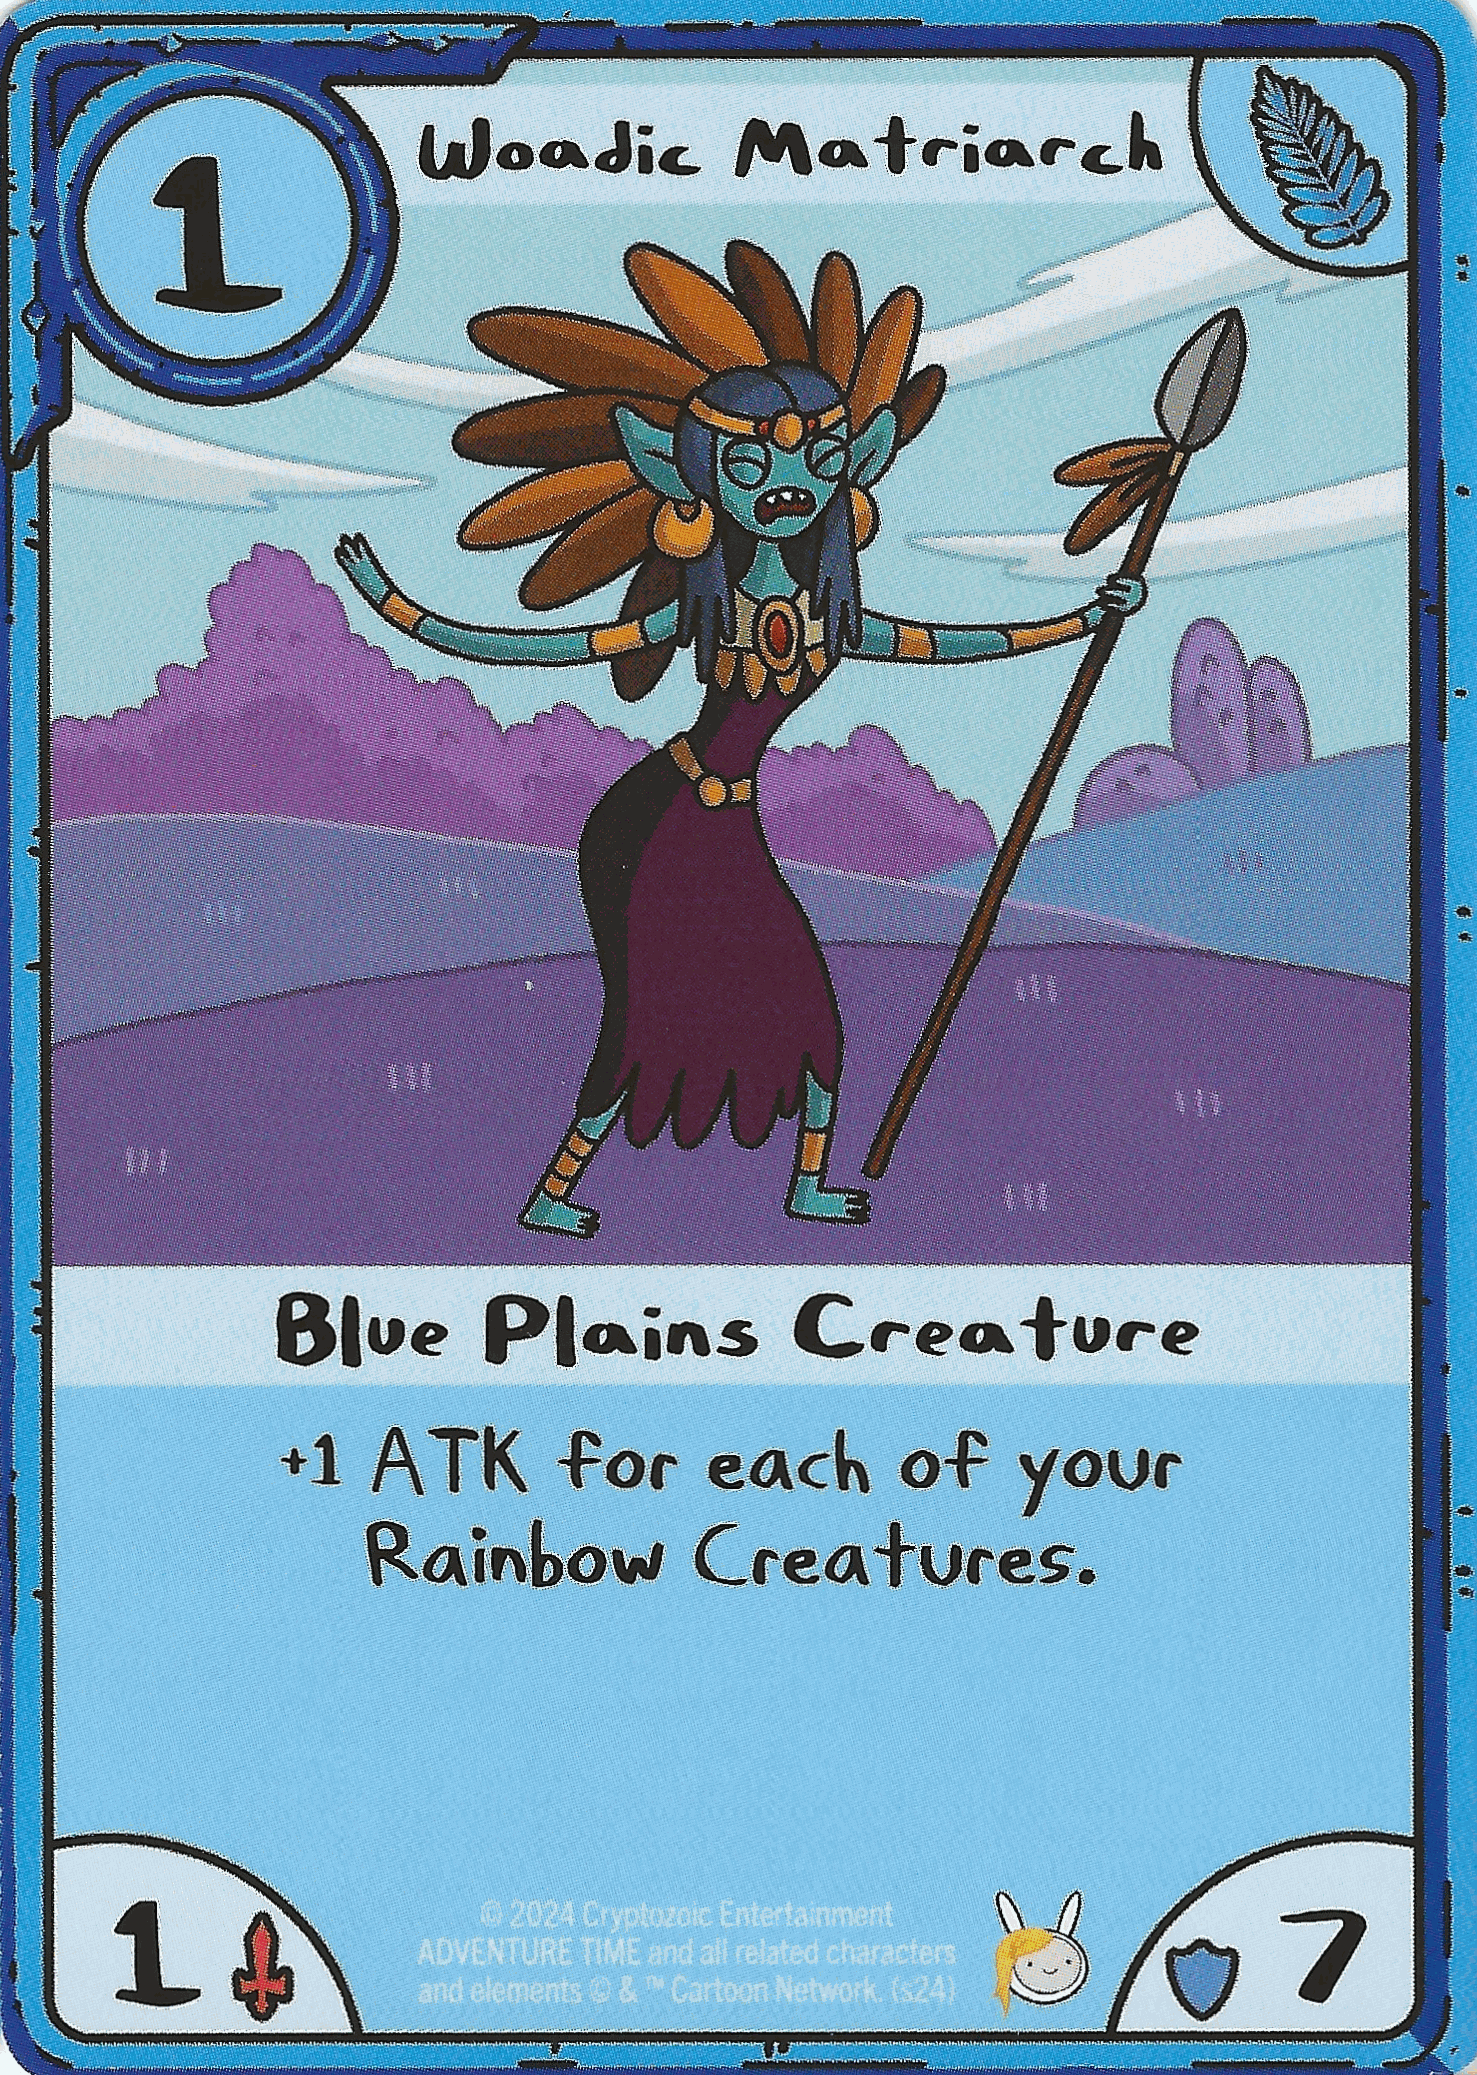 1
Woadic Matriarch
Blue Plains Creature
+1 ATK for each of your
Rainbow Creatures.
1
© 2024 Cryptozoic Entertainment
ADVENTURE TIME and all related characters
and elements © & ™ Cartoon Network. (s24)
7